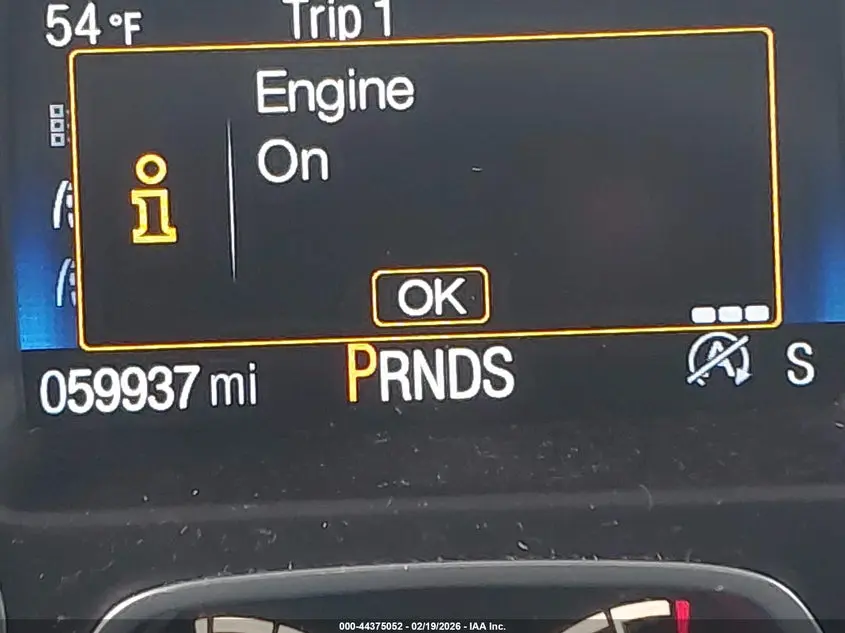 54 °F Trip 1
Engine
On
OK
059937 mi PRNDS A S
000-44375052 - 02/19/2026 - IAA Inc.